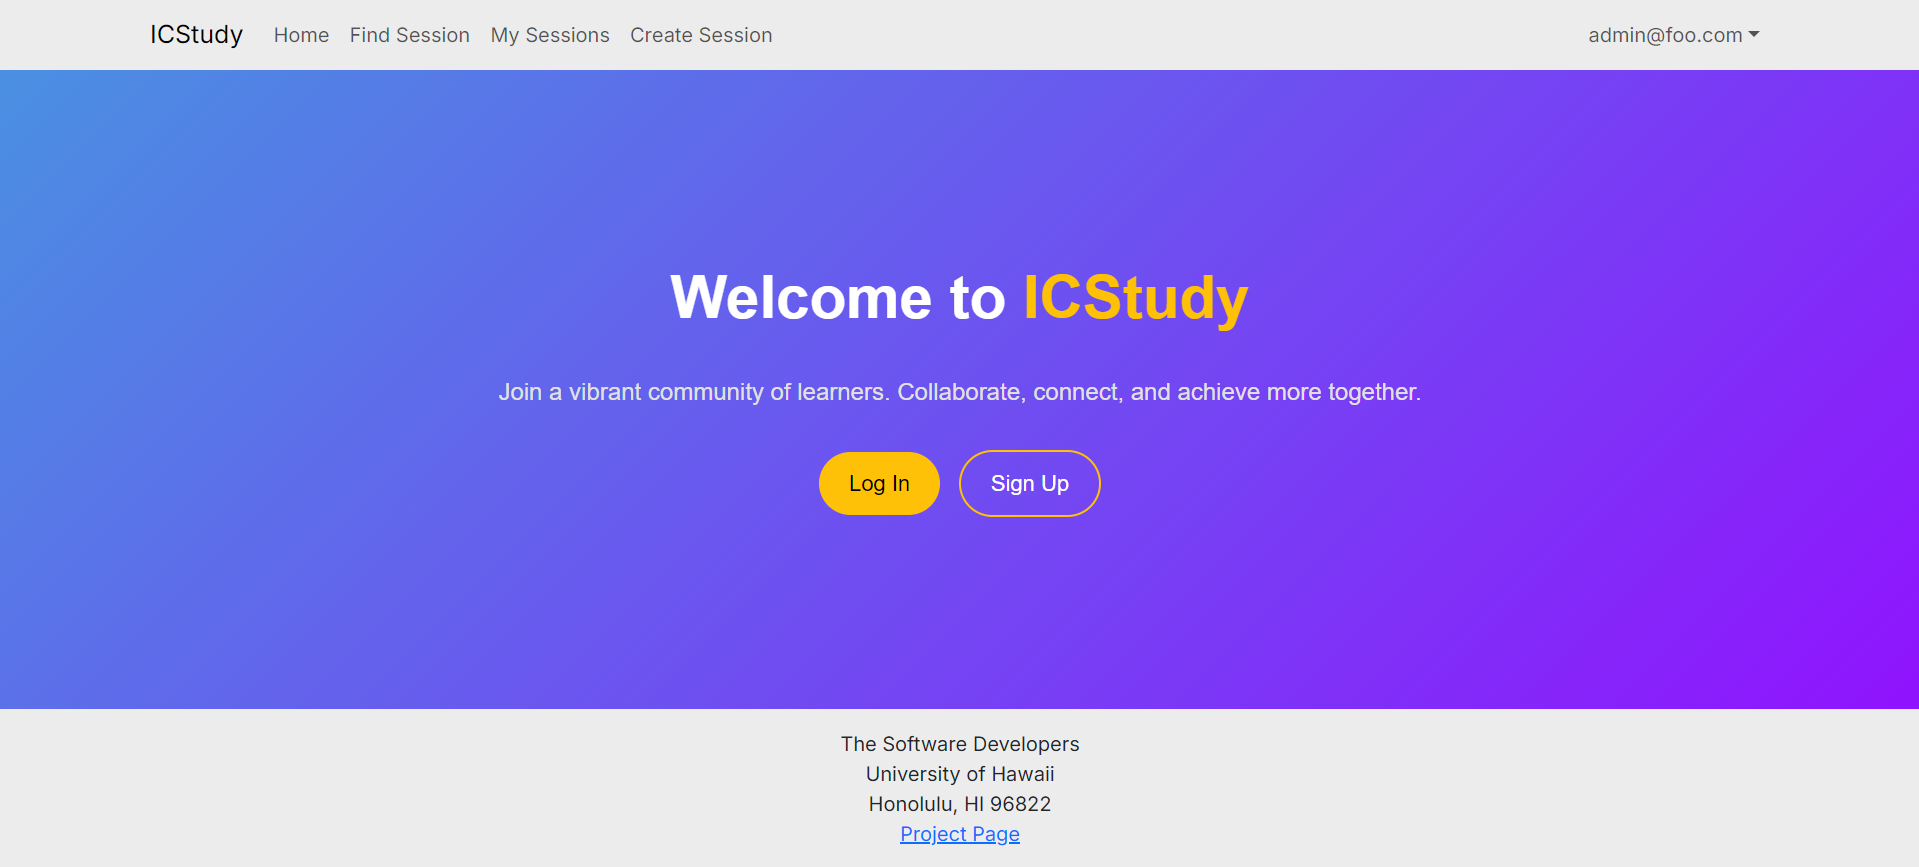 ICStudy Home Find Session My Sessions Create Session admin@foo.com
Welcome to ICStudy
Join a vibrant community of learners. Collaborate, connect, and achieve more together.
Log In Sign Up
The Software Developers
University of Hawaii
Honolulu, HI 96822
Project Page